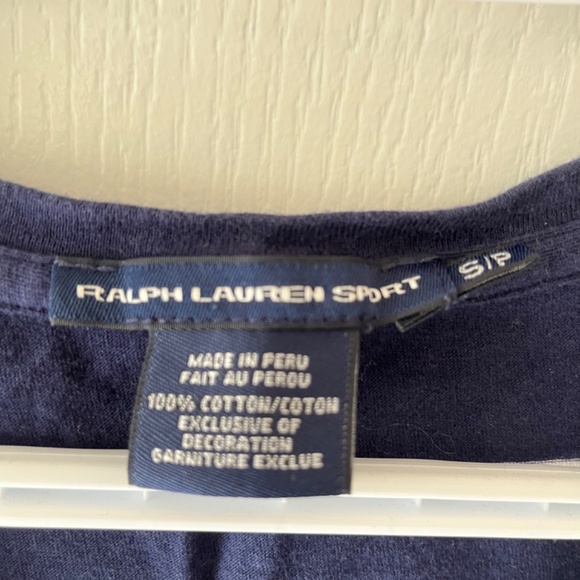 RALPH LAUREN SPORT
S/P
MADE IN PERU
FAIT AU PEROU
100% COTTON/COTON
EXCLUSIVE OF
DECORATION
GARNITURE EXCLUE